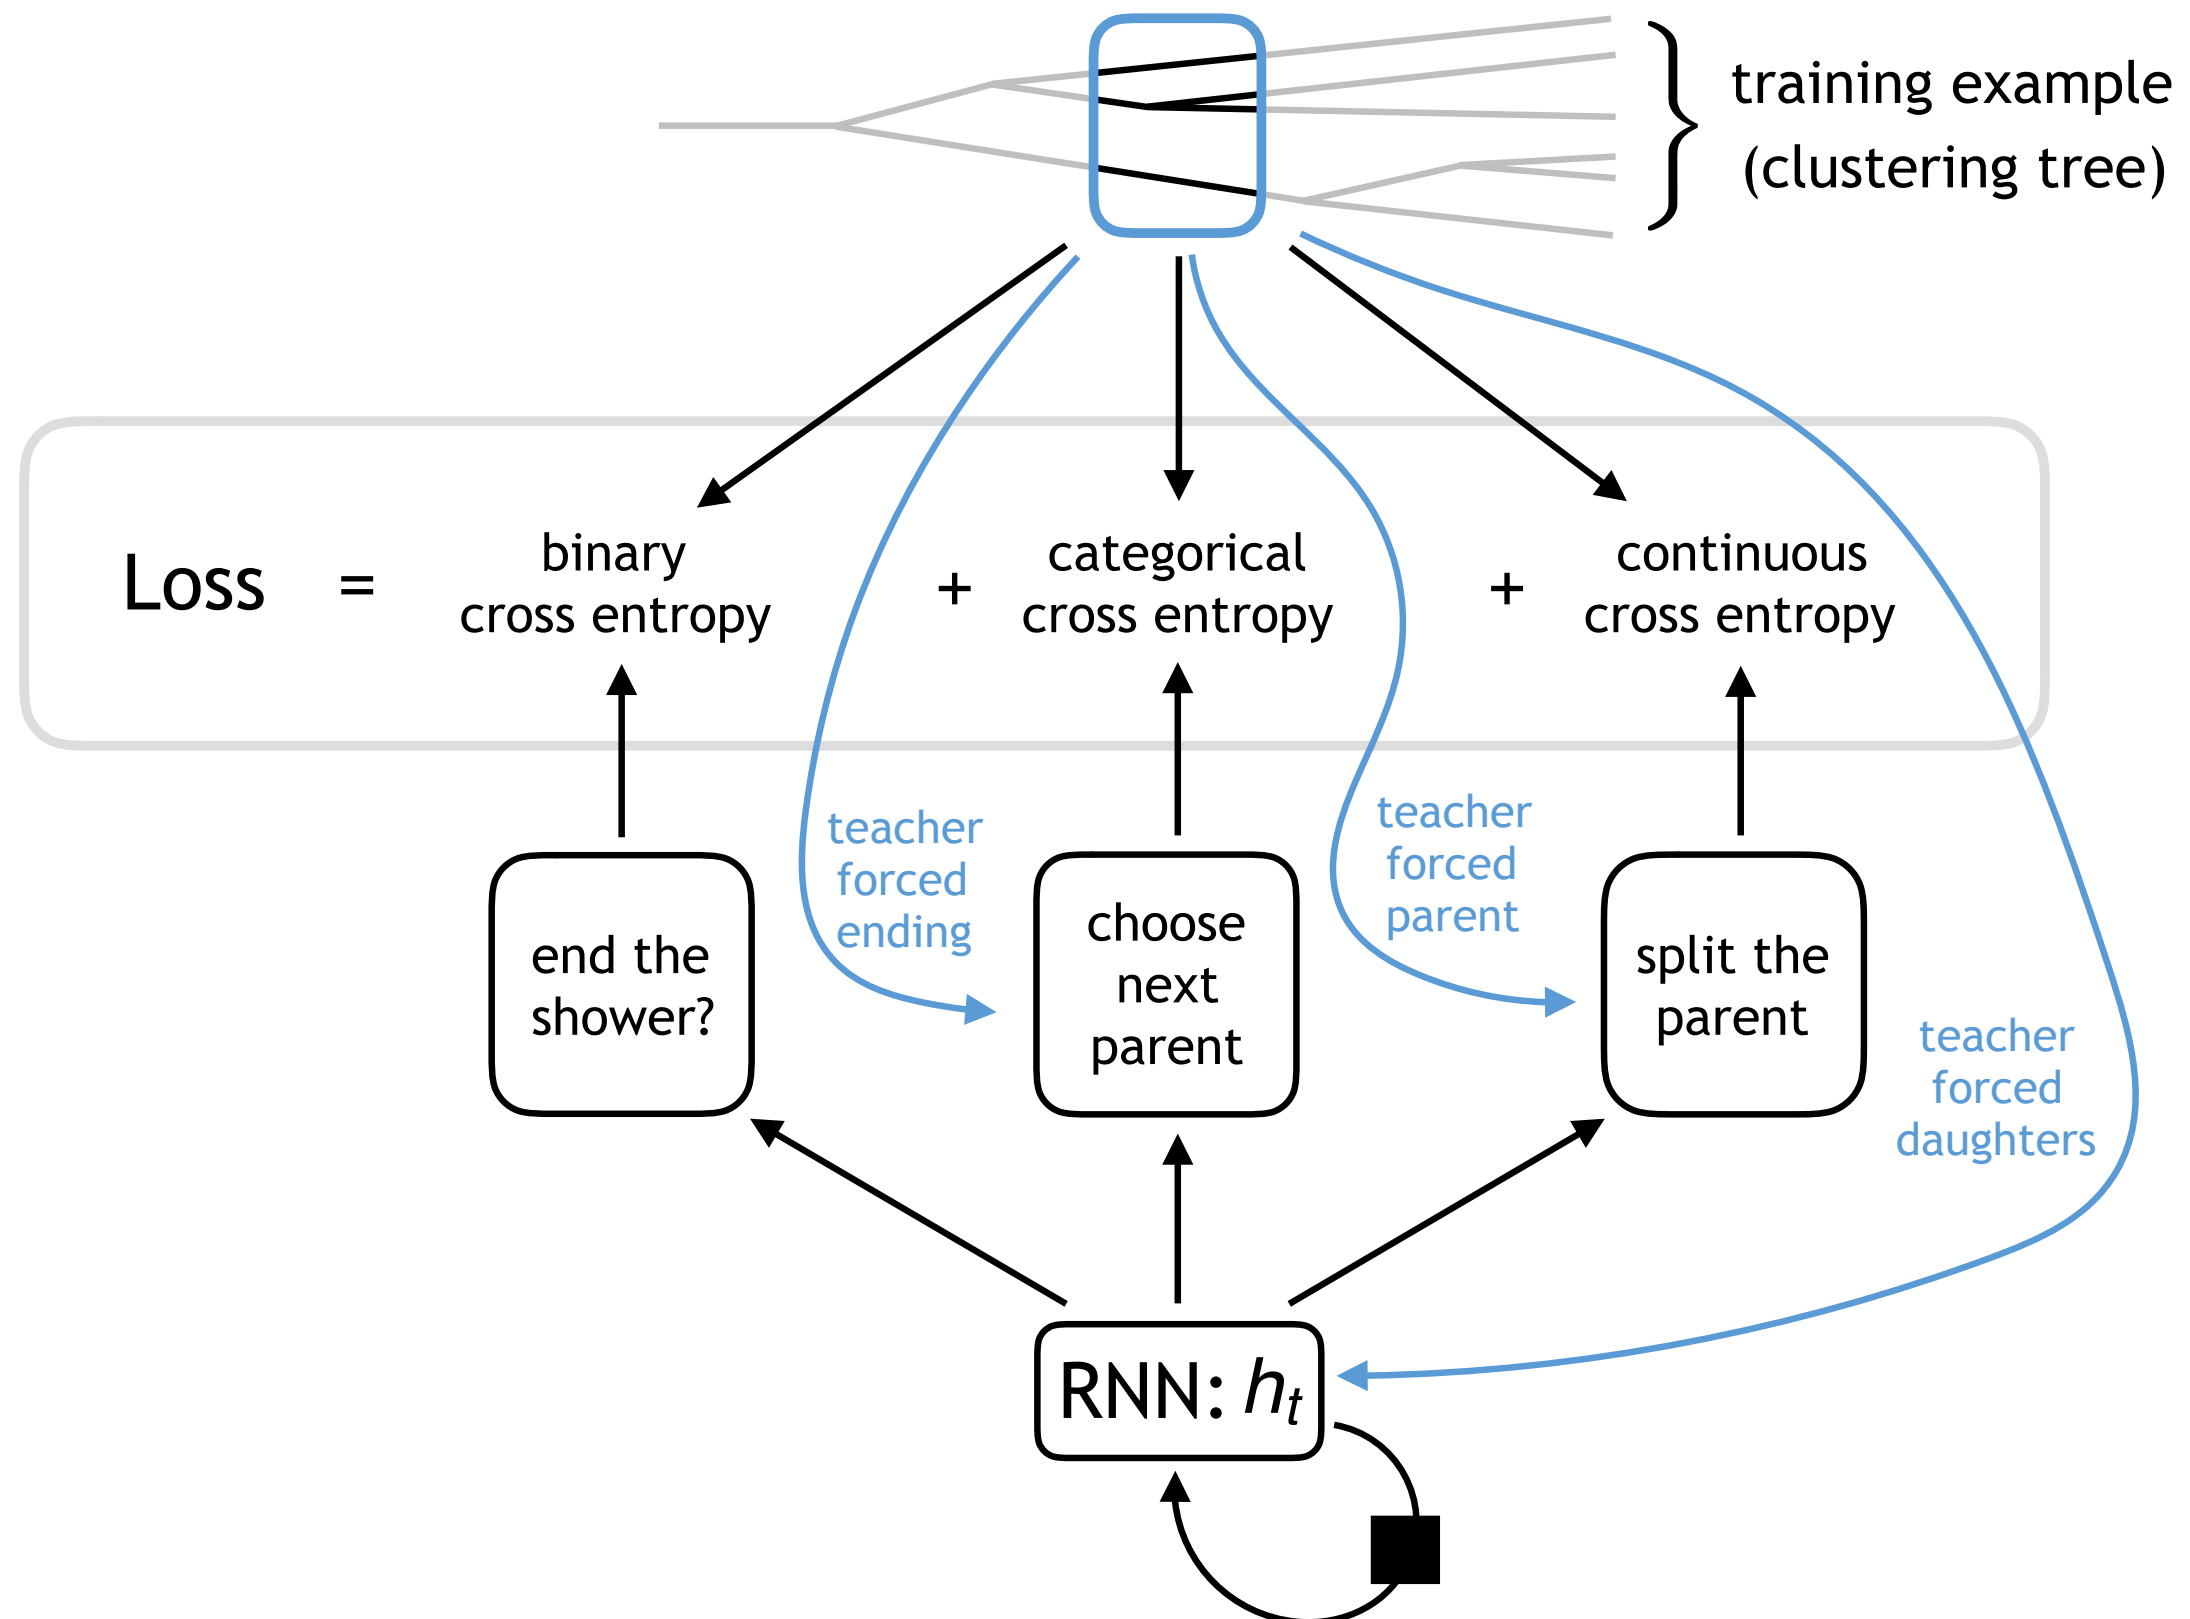 training example
(clustering tree)
Loss = binary cross entropy + categorical cross entropy + continuous cross entropy
teacher
forced
ending
teacher
forced
parent
end the
shower?
choose
next
parent
split the
parent
teacher
forced
daughters
RNN: h_t